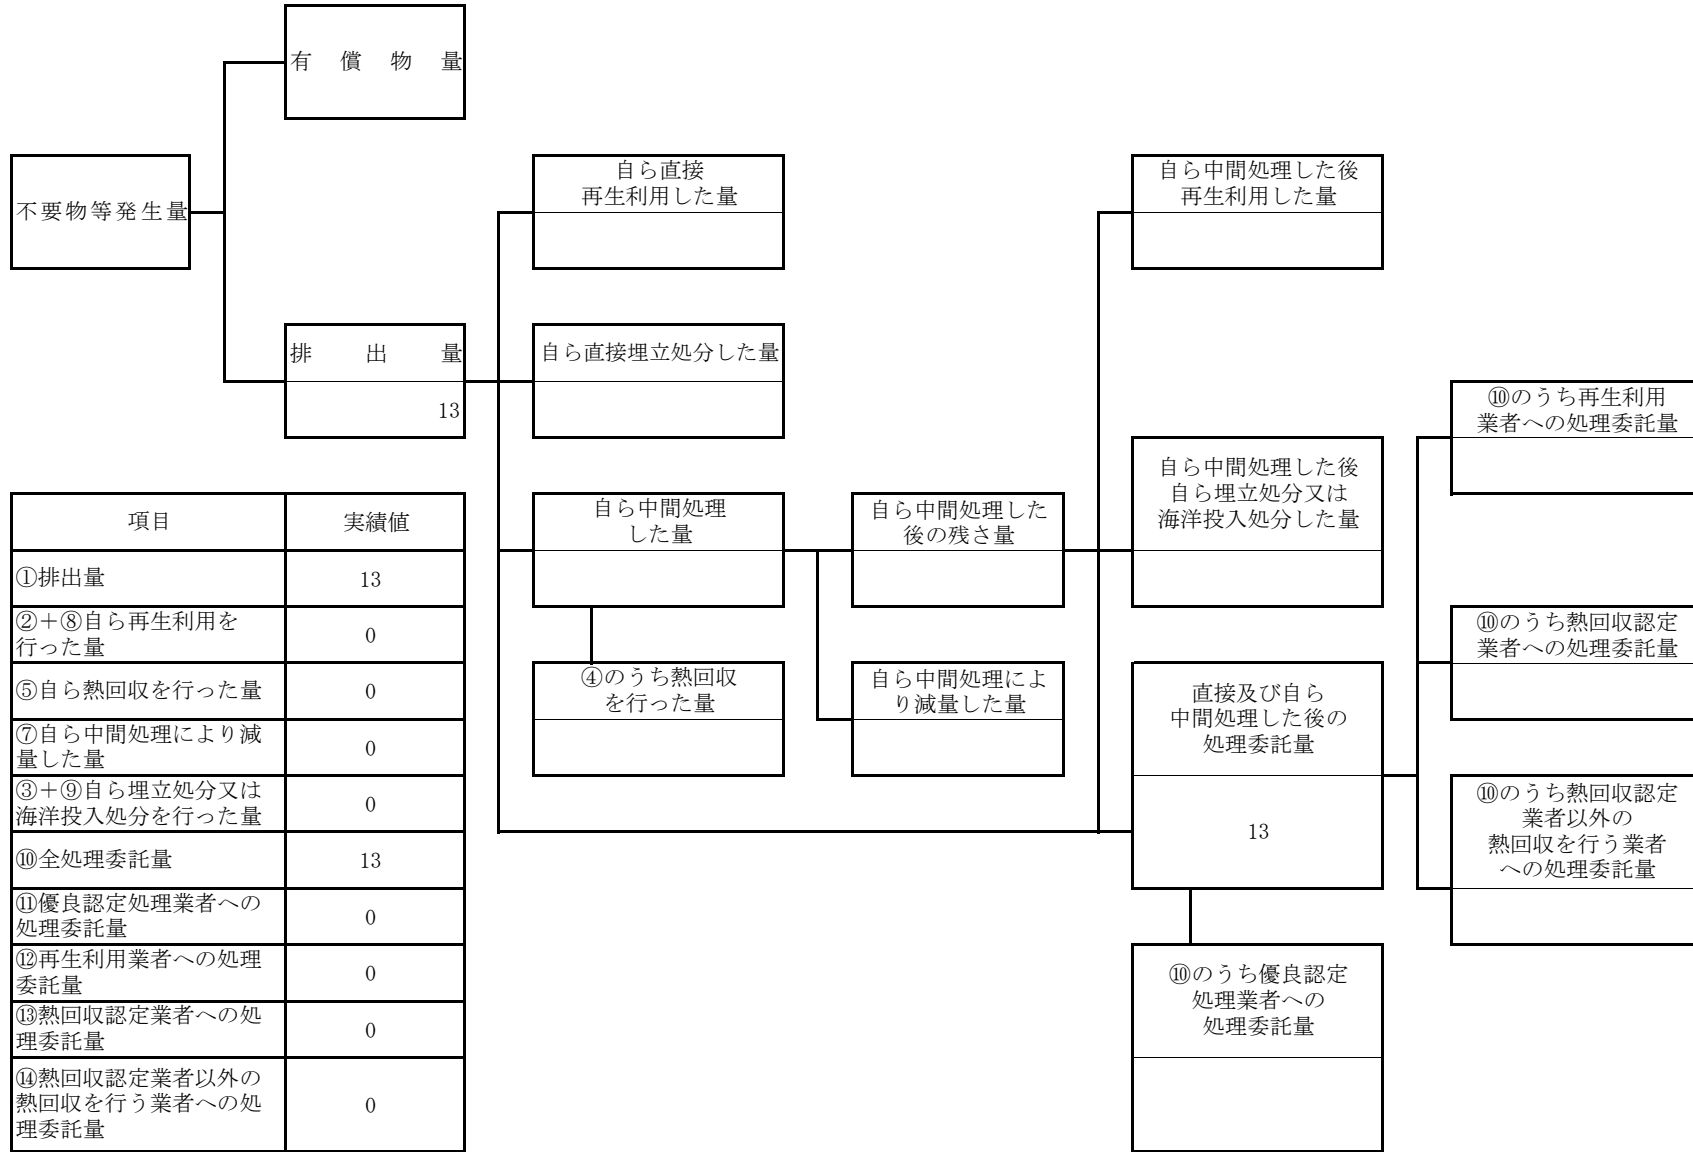 有償物量
不要物等発生量
自ら直接
再生利用した量
自ら中間処理した後
再生利用した量
排出量
13
自ら直接埋立処分した量
⑩のうち再生利用
業者への処理委託量
自ら中間処理した後
自ら埋立処分又は
海洋投入処分した量
自ら中間処理
した量
自ら中間処理した
後の残さ量
⑩のうち熱回収認定
業者への処理委託量
④のうち熱回収
を行った量
自ら中間処理によ
り減量した量
直接及び自ら
中間処理した後の
処理委託量
13
⑩のうち熱回収認定
業者以外の
熱回収を行う業者
への処理委託量
⑩のうち優良認定
処理業者への
処理委託量
項目 実績値
①排出量 13
②＋⑧自ら再生利用を
行った量 0
⑤自ら熱回収を行った量 0
⑦自ら中間処理により減
量した量 0
③＋⑨自ら埋立処分又は
海洋投入処分を行った量 0
⑩全処理委託量 13
⑪優良認定処理業者への
処理委託量 0
⑫再生利用業者への処理
委託量 0
⑬熱回収認定業者への処
理委託量 0
⑭熱回収認定業者以外の
熱回収を行う業者への処
理委託量 0